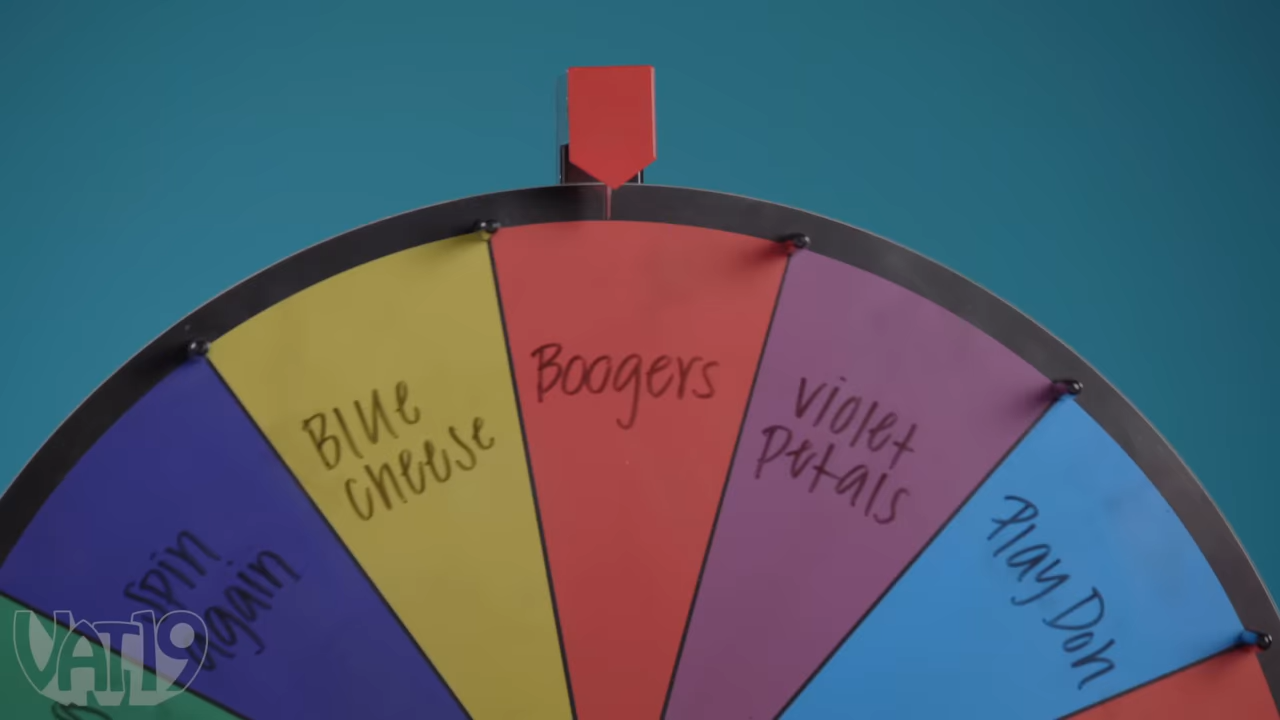 Blue
cheese
Boogers
violet
petals
Play Doh
spin
again
VAT19